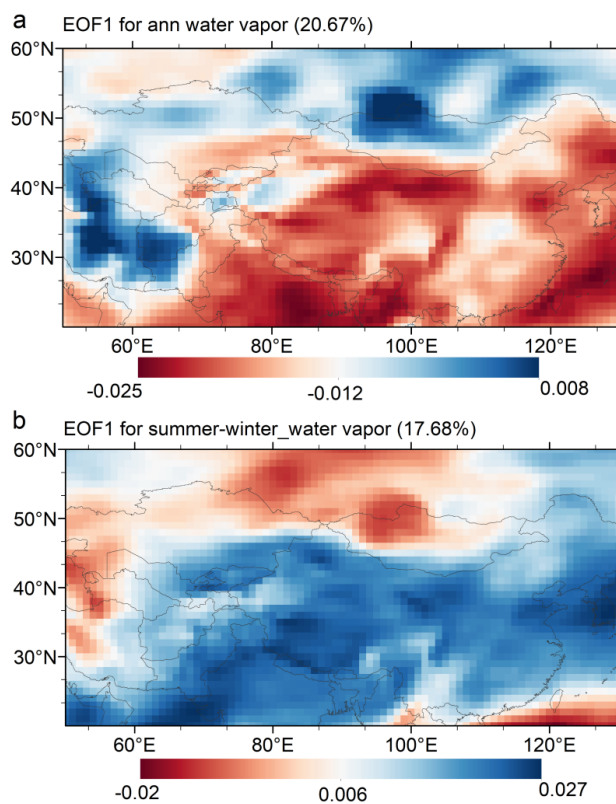 a
EOF1 for ann water vapor (20.67%)
60°N
50°N
40°N
30°N
60°E 80°E 100°E 120°E
-0.025 -0.012 0.008
b
EOF1 for summer-winter_water vapor (17.68%)
60°N
50°N
40°N
30°N
60°E 80°E 100°E 120°E
-0.02 0.006 0.027